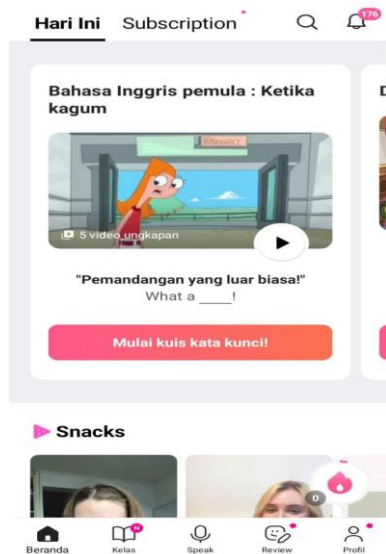 Hari Ini Subscription
176
Bahasa Inggris pemula : Ketika
kagum
5 video ungkapan
"Pemandangan yang luar biasa!"
What a ____!
Mulai kuis kata kunci!
Snacks
0
N
Beranda Kelas Speak Review Profil